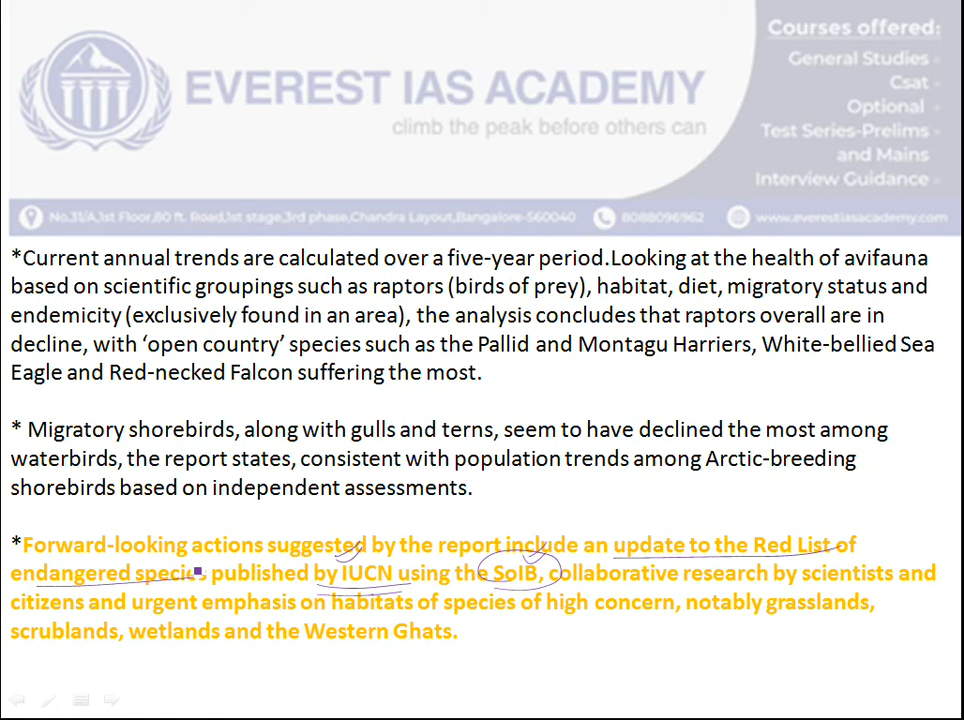 Courses offered:
General Studies
Csat
Optional
Test Series-Prelims
and Mains
Interview Guidance
EVEREST IAS ACADEMY
climb the peak before others can
No.31/A,1st Floor,80 ft. Road,1st stage,3rd phase,Chandra Layout,Bangalore-560040 8088096962 www.everestiasacademy.com
*Current annual trends are calculated over a five-year period.Looking at the health of avifauna
based on scientific groupings such as raptors (birds of prey), habitat, diet, migratory status and
endemicity (exclusively found in an area), the analysis concludes that raptors overall are in
decline, with ‘open country’ species such as the Pallid and Montagu Harriers, White-bellied Sea
Eagle and Red-necked Falcon suffering the most.
* Migratory shorebirds, along with gulls and terns, seem to have declined the most among
waterbirds, the report states, consistent with population trends among Arctic-breeding
shorebirds based on independent assessments.
*Forward-looking actions suggested by the report include an update to the Red List of
endangered species published by IUCN using the SoIB, collaborative research by scientists and
citizens and urgent emphasis on habitats of species of high concern, notably grasslands,
scrublands, wetlands and the Western Ghats.